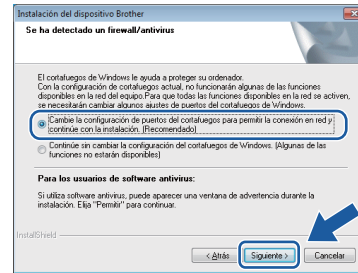 Instalación del dispositivo Brother
Se ha detectado un firewall/antivirus
El cortafuegos de Windows le ayuda a proteger su ordenador.
Con la configuración de cortafuegos actual, no funcionarán algunas de las funciones
disponibles en la red del equipo.Para que todas las funciones disponibles en la red se activen,
se necesitarán cambiar algunos ajustes de puertos del cortafuegos de Windows.
Cambie la configuración de puertos del cortafuegos para permitir la conexión en red y
continúe con la instalación. (Recomendado)
Continúe sin cambiar la configuración del cortafuegos de Windows. (Algunas de las
funciones no estarán disponibles)
Para los usuarios de software antivirus:
Si utiliza software antivirus, puede aparecer una ventana de advertencia durante la
instalación. Elija "Permitir" para continuar.
InstallShield
< Atrás
Siguiente >
Cancelar